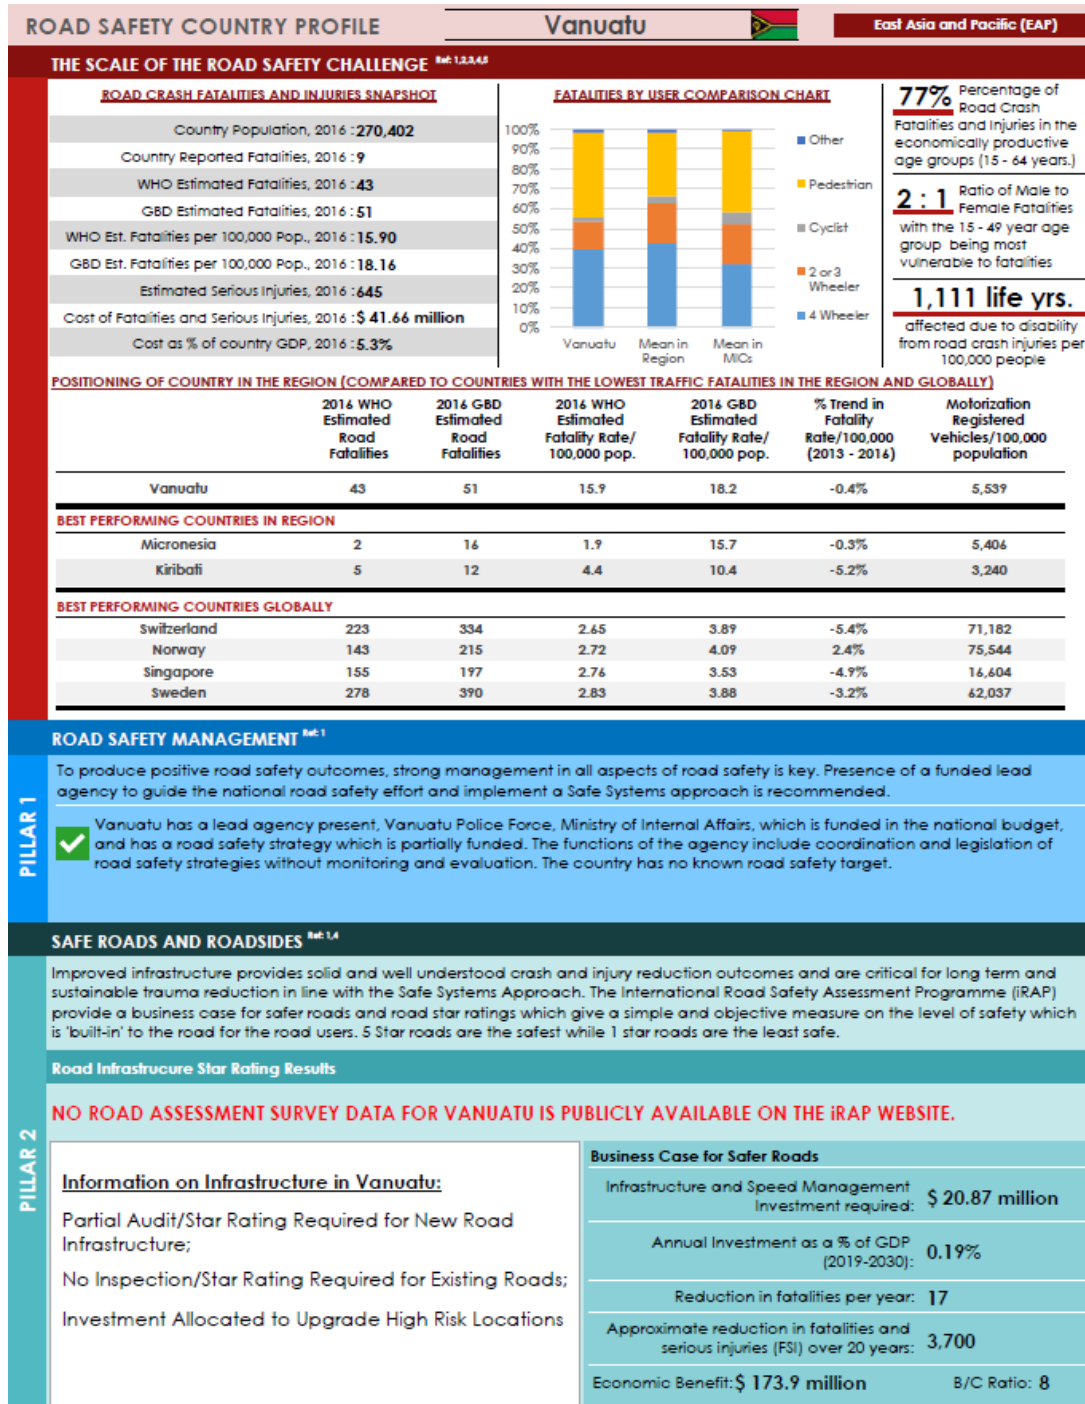 ROAD SAFETY COUNTRY PROFILE
Vanuatu
East Asia and Pacific (EAP)
THE SCALE OF THE ROAD SAFETY CHALLENGE Ref: 1,2,3,4,5
ROAD CRASH FATALITIES AND INJURIES SNAPSHOT
Country Population, 2016 : 270,402
Country Reported Fatalities, 2016 : 9
WHO Estimated Fatalities, 2016 : 43
GBD Estimated Fatalities, 2016 : 51
WHO Est. Fatalities per 100,000 Pop., 2016 : 15.90
GBD Est. Fatalities per 100,000 Pop., 2016 : 18.16
Estimated Serious Injuries, 2016 : 645
Cost of Fatalities and Serious Injuries, 2016 : $ 41.66 million
Cost as % of country GDP, 2016 : 5.3%
FATALITIES BY USER COMPARISON CHART
100%
90%
80%
70%
60%
50%
40%
30%
20%
10%
0%
Vanuatu
Mean in
Region
Mean in
MICs
Other
Pedestrian
Cyclist
2 or 3
Wheeler
4 Wheeler
77% Percentage of
Road Crash
Fatalities and Injuries in the
economically productive
age groups (15 - 64 years.)
2 : 1 Ratio of Male to
Female Fatalities
with the 15 - 49 year age
group being most
vulnerable to fatalities
1,111 life yrs.
affected due to disability
from road crash injuries per
100,000 people
POSITIONING OF COUNTRY IN THE REGION (COMPARED TO COUNTRIES WITH THE LOWEST TRAFFIC FATALITIES IN THE REGION AND GLOBALLY)
2016 WHO 2016 GBD 2016 WHO 2016 GBD % Trend in Motorization
Estimated Estimated Estimated Estimated Fatality Registered
Road Road Fatality Rate/ Fatality Rate/ Rate/100,000 Vehicles/100,000
Fatalities Fatalities 100,000 pop. 100,000 pop. (2013 - 2016) population
Vanuatu 43 51 15.9 18.2 -0.4% 5,539
BEST PERFORMING COUNTRIES IN REGION
Micronesia 2 16 1.9 15.7 -0.3% 5,406
Kiribati 5 12 4.4 10.4 -5.2% 3,240
BEST PERFORMING COUNTRIES GLOBALLY
Switzerland 223 334 2.65 3.89 -5.4% 71,182
Norway 143 215 2.72 4.09 2.4% 75,544
Singapore 155 197 2.76 3.53 -4.9% 16,604
Sweden 278 390 2.83 3.88 -3.2% 62,037
ROAD SAFETY MANAGEMENT Ref: 1
PILLAR 1
To produce positive road safety outcomes, strong management in all aspects of road safety is key. Presence of a funded lead
agency to guide the national road safety effort and implement a Safe Systems approach is recommended.
Vanuatu has a lead agency present, Vanuatu Police Force, Ministry of Internal Affairs, which is funded in the national budget,
and has a road safety strategy which is partially funded. The functions of the agency include coordination and legislation of
road safety strategies without monitoring and evaluation. The country has no known road safety target.
SAFE ROADS AND ROADSIDES Ref: 1,4
PILLAR 2
Improved infrastructure provides solid and well understood crash and injury reduction outcomes and are critical for long term and
sustainable trauma reduction in line with the Safe Systems Approach. The International Road Safety Assessment Programme (iRAP)
provide a business case for safer roads and road star ratings which give a simple and objective measure on the level of safety which
is 'built-in' to the road for the road users. 5 Star roads are the safest while 1 star roads are the least safe.
Road Infrastrucure Star Rating Results
NO ROAD ASSESSMENT SURVEY DATA FOR VANUATU IS PUBLICLY AVAILABLE ON THE iRAP WEBSITE.
Information on Infrastructure in Vanuatu:
Partial Audit/Star Rating Required for New Road
Infrastructure;
No Inspection/Star Rating Required for Existing Roads;
Investment Allocated to Upgrade High Risk Locations
Business Case for Safer Roads
Infrastructure and Speed Management
Investment required: $ 20.87 million
Annual Investment as a % of GDP
(2019-2030): 0.19%
Reduction in fatalities per year: 17
Approximate reduction in fatalities and
serious injuries (FSI) over 20 years: 3,700
Economic Benefit: $ 173.9 million B/C Ratio: 8